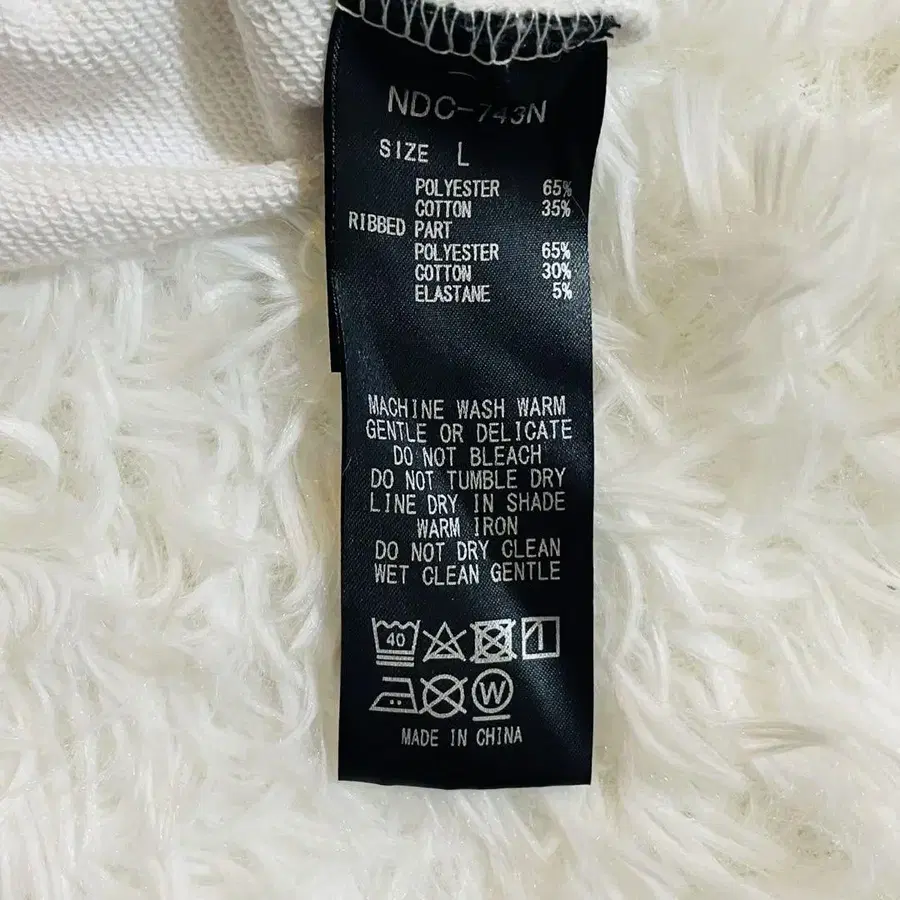 NDC-743N
SIZE L
POLYESTER 65%
COTTON 35%
RIBBED PART
POLYESTER 65%
COTTON 30%
ELASTANE 5%
MACHINE WASH WARM
GENTLE OR DELICATE
DO NOT BLEACH
DO NOT TUMBLE DRY
LINE DRY IN SHADE
WARM IRON
DO NOT DRY CLEAN
WET CLEAN GENTLE
40
W
MADE IN CHINA